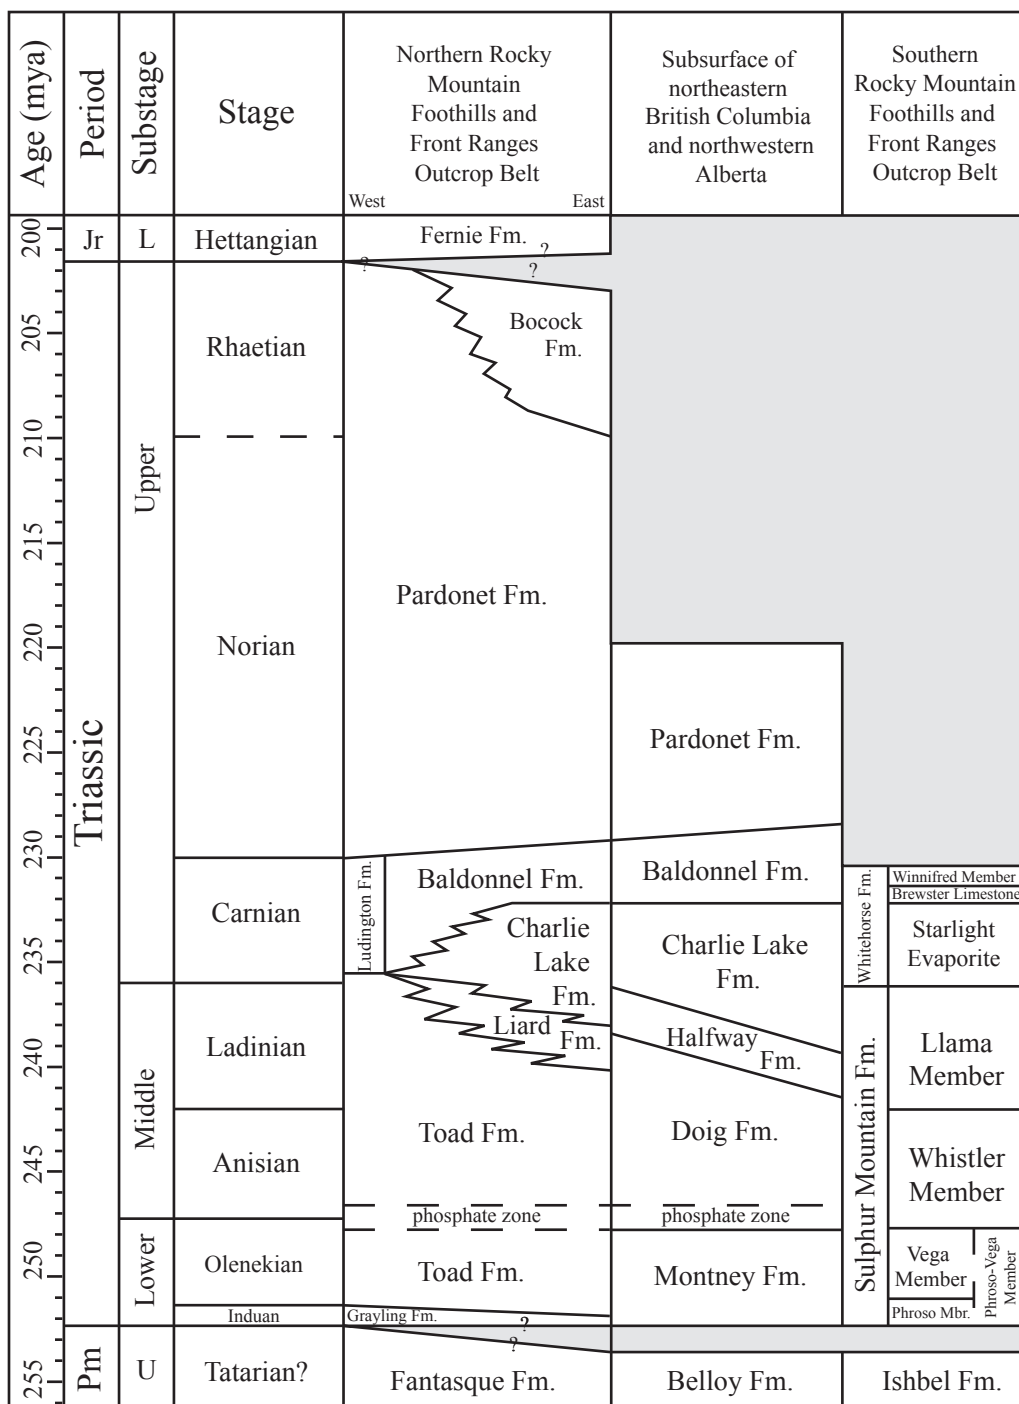 Age (mya)
Period
Substage
Stage
Northern Rocky
Mountain
Foothills and
Front Ranges
Outcrop Belt
West
East
Subsurface of
northeastern
British Columbia
and northwestern
Alberta
Southern
Rocky Mountain
Foothills and
Front Ranges
Outcrop Belt
200
205
210
215
220
225
230
235
240
245
250
255
Jr
Triassic
Pm
L
Upper
Middle
Lower
U
Hettangian
Rhaetian
Norian
Carnian
Ladinian
Anisian
Olenekian
Induan
Tatarian?
Fernie Fm.
?
?
?
Bocock
Fm.
Pardonet Fm.
Ludington Fm.
Baldonnel Fm.
Charlie
Lake
Fm.
Liard
Fm.
Toad Fm.
phosphate zone
Toad Fm.
Grayling Fm.
?
?
Fantasque Fm.
Pardonet Fm.
Baldonnel Fm.
Charlie Lake
Fm.
Halfway
Fm.
Doig Fm.
phosphate zone
Montney Fm.
Belloy Fm.
Whitehorse Fm.
Winnifred Member
Brewster Limestone
Starlight
Evaporite
Sulphur Mountain Fm.
Llama
Member
Whistler
Member
Vega
Member
Phroso-Vega
Member
Phroso Mbr.
Ishbel Fm.